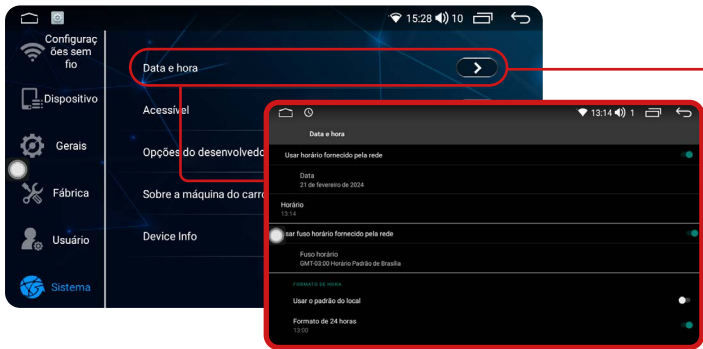 15:28 10
Configuraç
ões sem
fio
Dispositivo
Gerais
Fábrica
Usuário
Sistema
Data e hora
Acessível
Opções do desenvolvedo
Sobre a máquina do carro
Device Info
13:14 1
Data e hora
Usar horário fornecido pela rede
Data
21 de fevereiro de 2024
Horário
13:14
sar fuso horário fornecido pela rede
Fuso horário
GMT-03:00 Horário Padrão de Brasília
FORMATO DE HORA
Usar o padrão do local
Formato de 24 horas
13:00